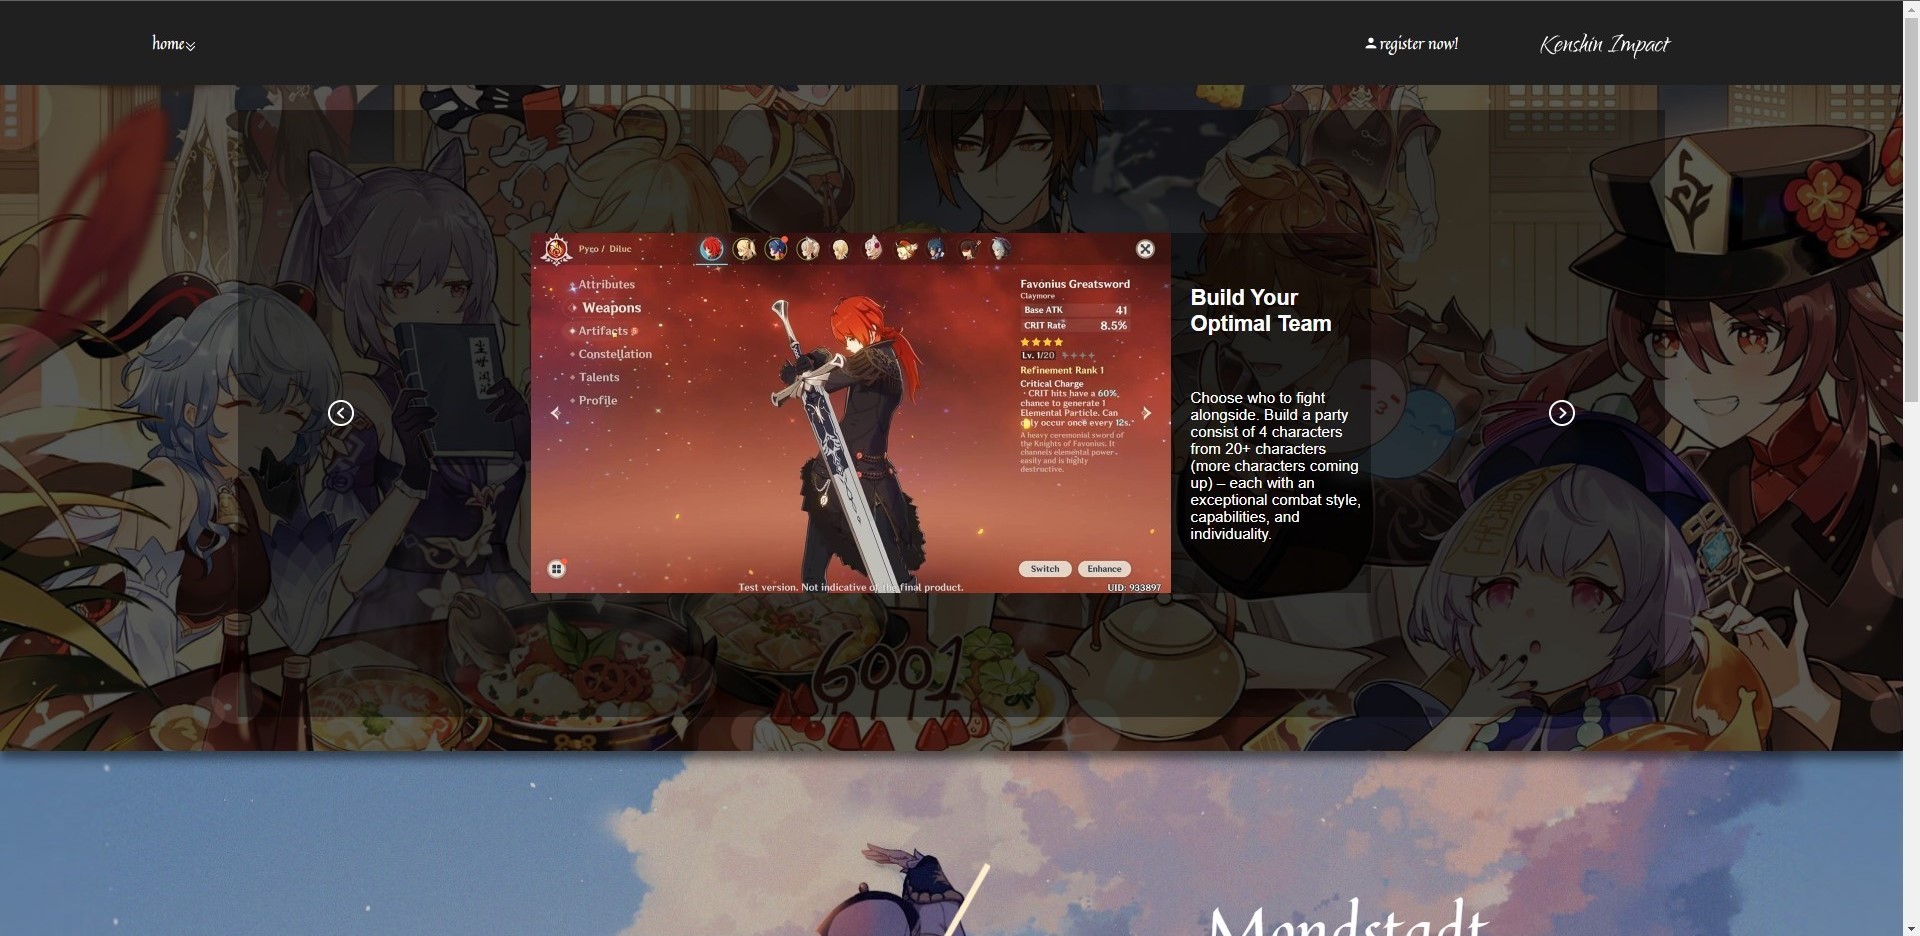 home
register now!
Kenshin Impact
Pyro / Diluc
Attributes
Weapons
Artifacts
Constellation
Talents
Profile
Favonius Greatsword
Claymore
Base ATK 41
CRIT Rate 8.5%
Lv. 1/20
Refinement Rank 1
Critical Charge
· CRIT hits have a 60%
chance to generate 1
Elemental Particle. Can
only occur once every 12s.
A heavy ceremonial sword of
the Knights of Favonius. It
channels elemental power
easily and is highly
destructive.
Switch
Enhance
Test version. Not indicative of the final product.
UID: 933897
Build Your
Optimal Team
Choose who to fight
alongside. Build a party
consist of 4 characters
from 20+ characters
(more characters coming
up) – each with an
exceptional combat style,
capabilities, and
individuality.
6001
Mondstadt